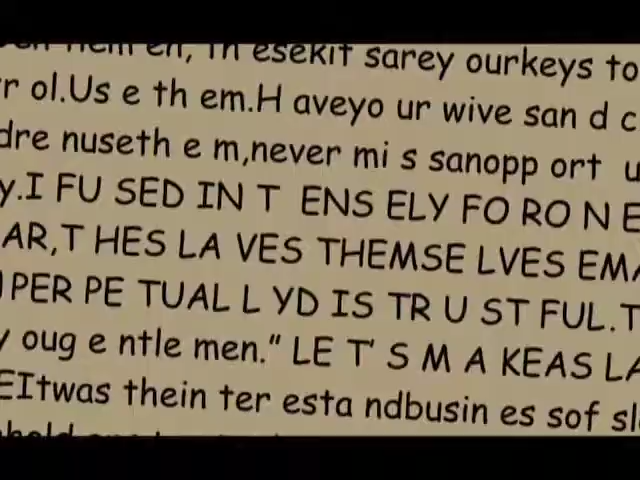 esekit sarey ourkeys to
r ol.Us e th em.H aveyo ur wive san d c
dre nuseth e m,never mi s sanopp ort u
y.I FU SED IN T ENS ELY FO RO N E
AR,T HES LA VES THEMSE LVES EMA
PER PE TUAL L YD IS TR U ST FUL.T
y oug e ntle men.” LE T’ S M A KEAS LA
EItwas thein ter esta ndbusin es sof sl